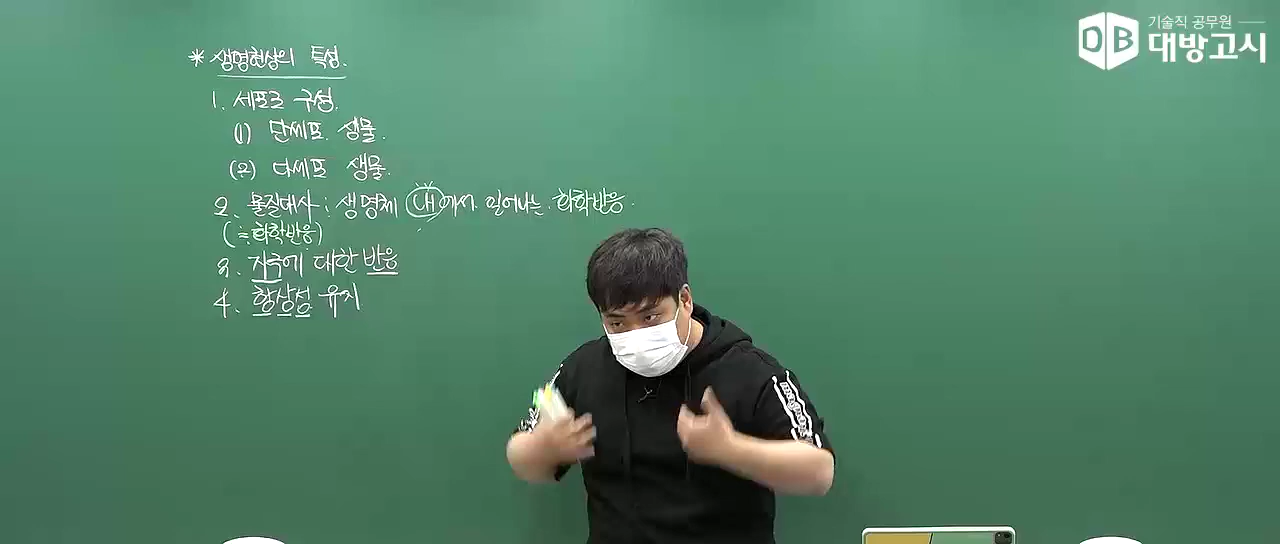 * 생명현상의 특성.
1. 세포로 구성.
(1) 단세포 생물.
(2) 다세포 생물.
2. 물질대사 : 생명체 내에서 일어나는 화학반응.
(≒화학반응)
3. 자극에 대한 반응
4. 항상성 유지
기술직 공무원
DB 대방고시